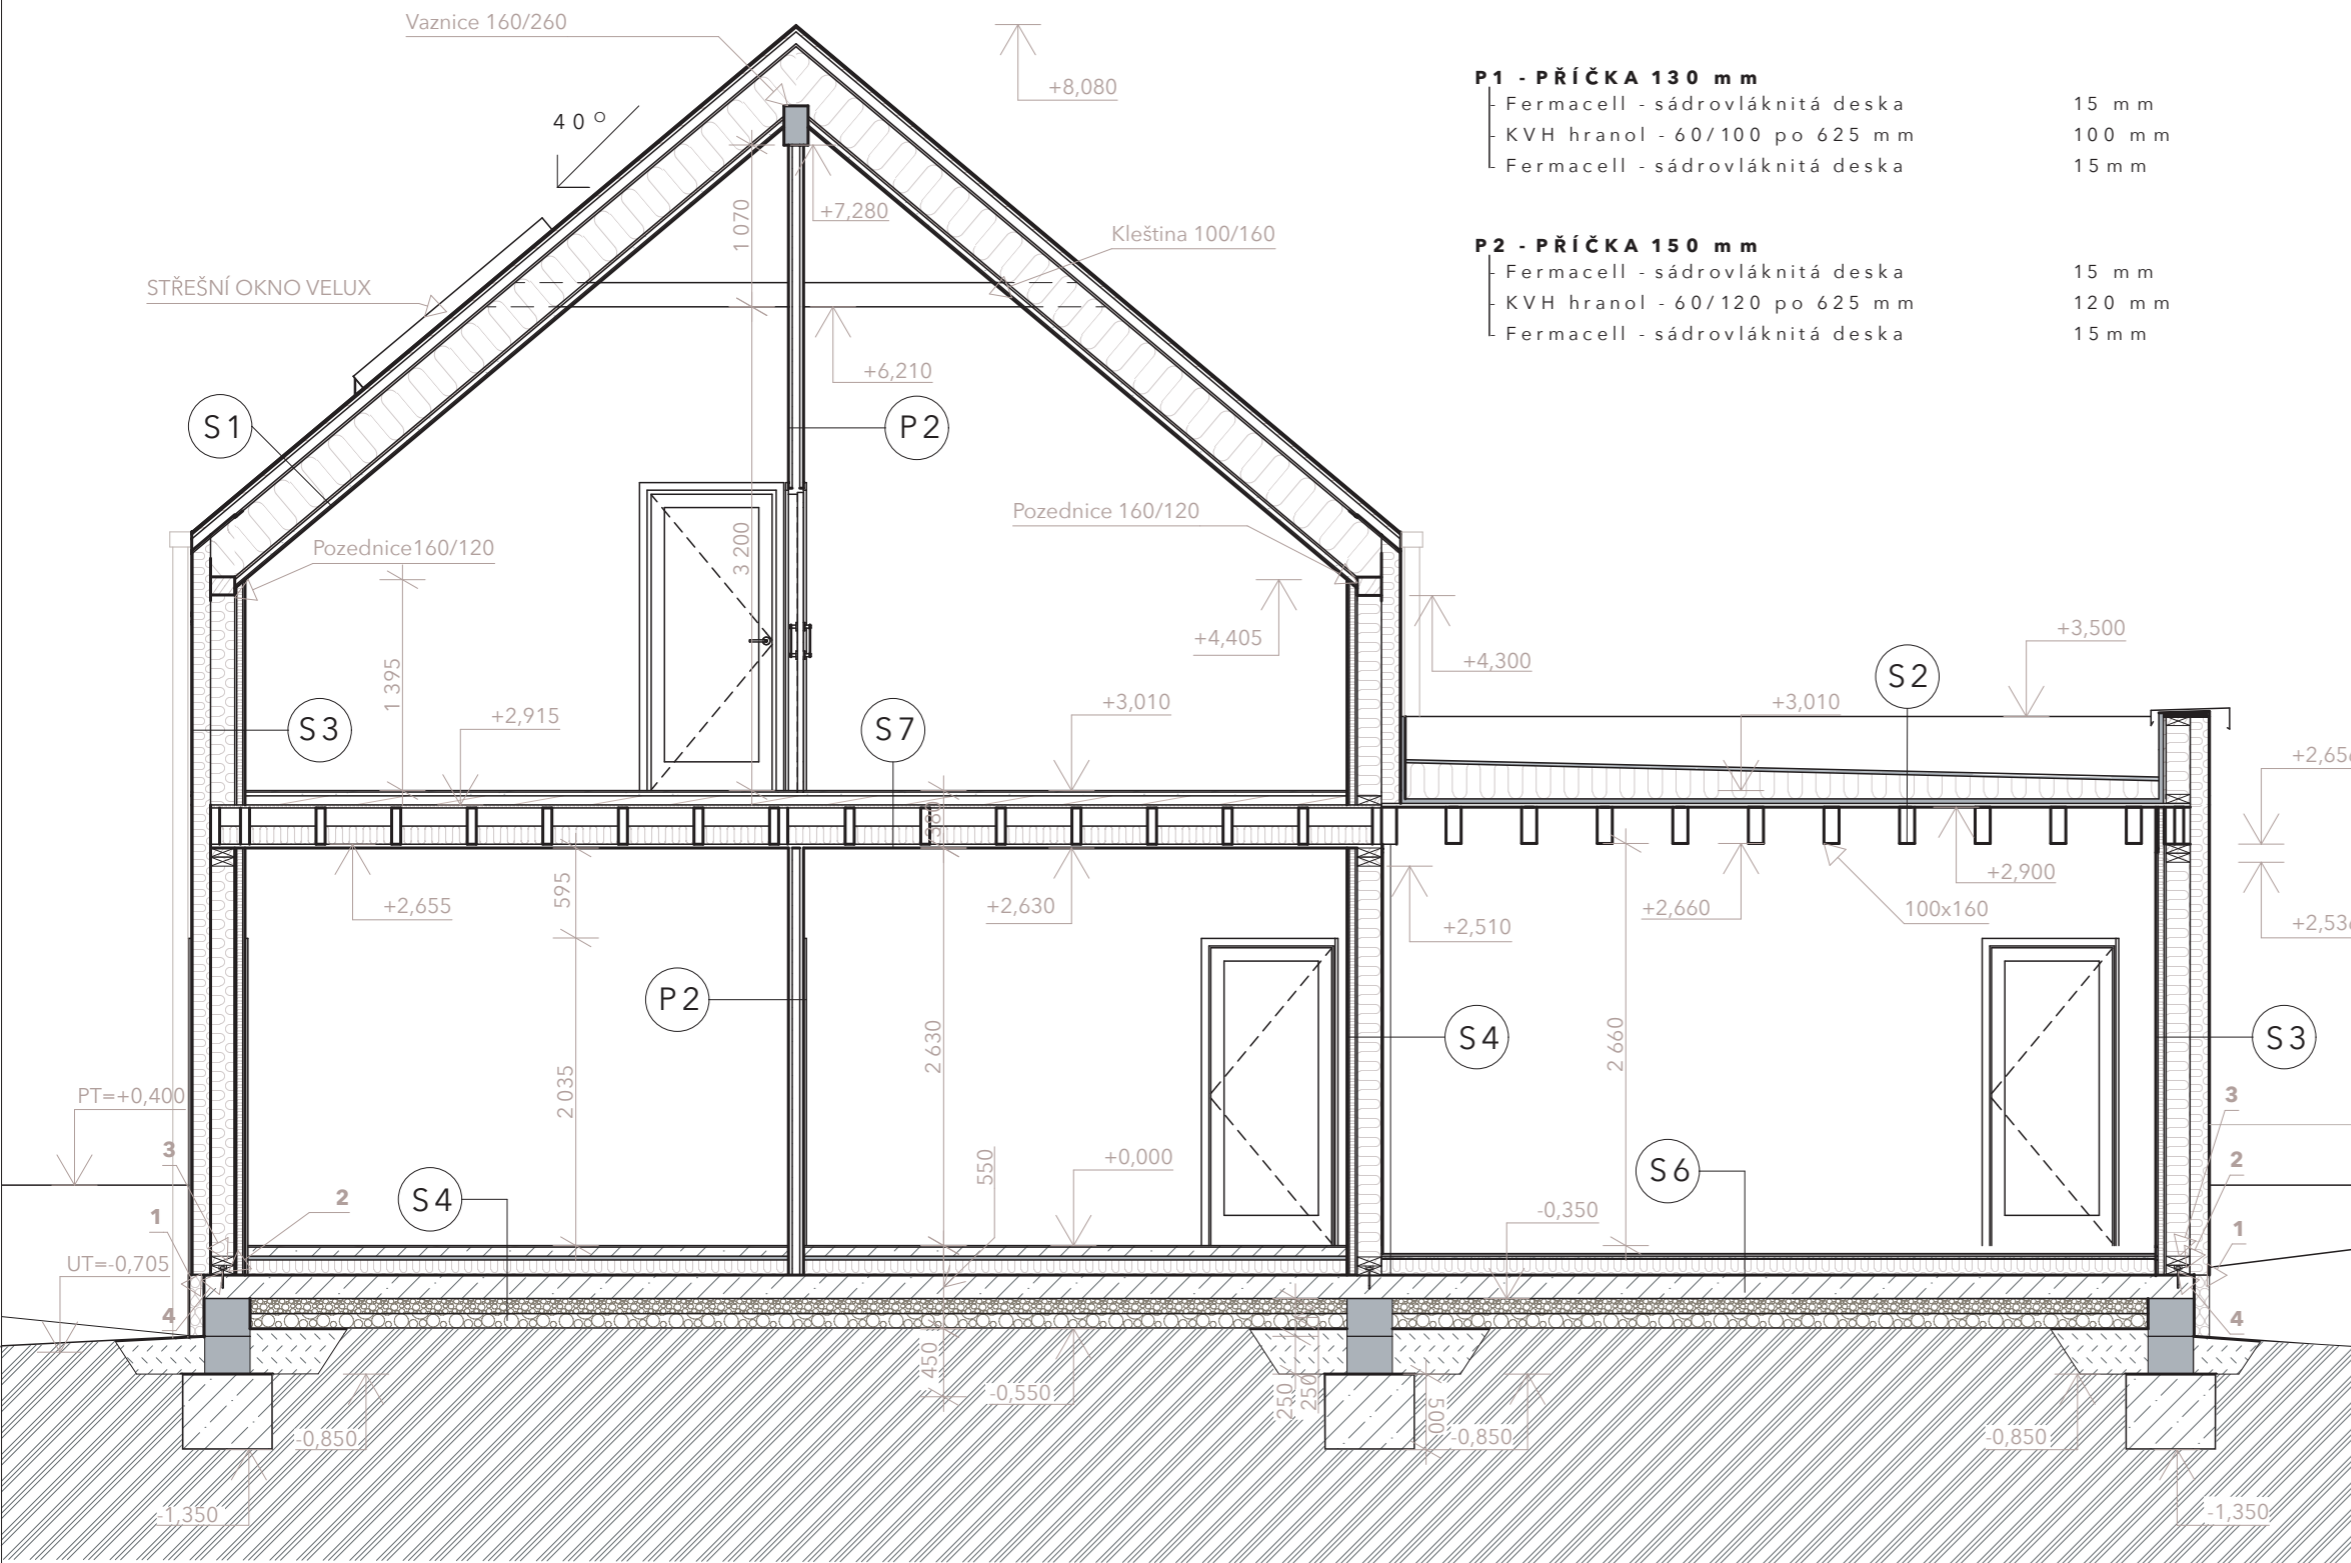 Vaznice 160/260
+8,080
P1 - PŘÍČKA 130 mm
Fermacell - sádrovláknitá deska 15 mm
KVH hranol - 60/100 po 625 mm 100 mm
Fermacell - sádrovláknitá deska 15mm
40°
1070
+7,280
Kleština 100/160
P2 - PŘÍČKA 150 mm
Fermacell - sádrovláknitá deska 15 mm
KVH hranol - 60/120 po 625 mm 120 mm
Fermacell - sádrovláknitá deska 15mm
STŘEŠNÍ OKNO VELUX
+6,210
S1
P2
Pozednice 160/120
Pozednice160/120
3 200
+4,405
+4,300
+3,500
1 395
S2
S3
+2,915
S7
+3,010
+3,010
380
595
+2,655
+2,630
+2,510
+2,660
100x160
+2,900
P2
2 630
2 035
S4
2 660
S3
PT=+0,400
3
3
2
1
S4
2
550
+0,000
S6
-0,350
2
1
UT=-0,705
4
4
450
-0,550
250
250
500
-0,850
-0,850
-0,850
-1,350
-1,350